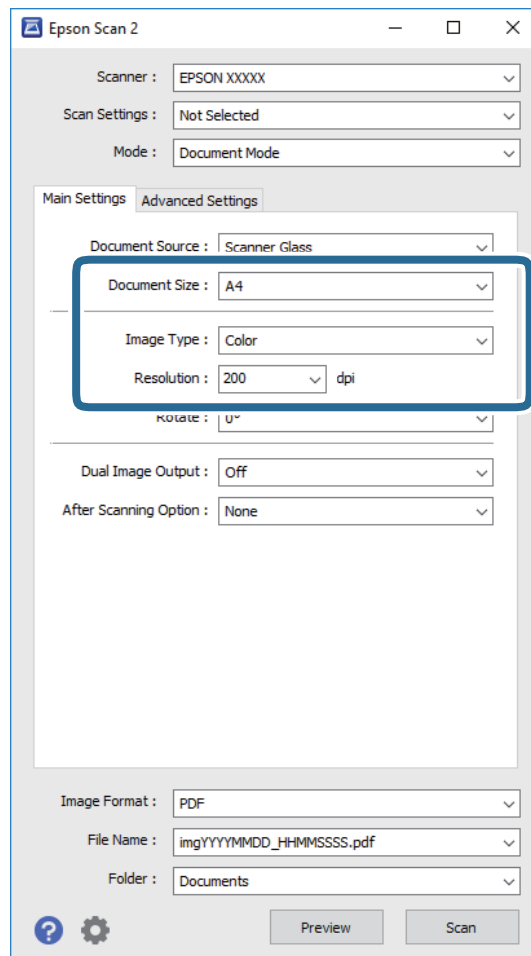 Epson Scan 2
Scanner : EPSON XXXXX
Scan Settings : Not Selected
Mode : Document Mode
Main Settings Advanced Settings
Document Source : Scanner Glass
Document Size : A4
Image Type : Color
Resolution : 200 dpi
Rotate : 0°
Dual Image Output : Off
After Scanning Option : None
Image Format : PDF
File Name : imgYYYYMMDD_HHMMSSSS.pdf
Folder : Documents
? Preview Scan